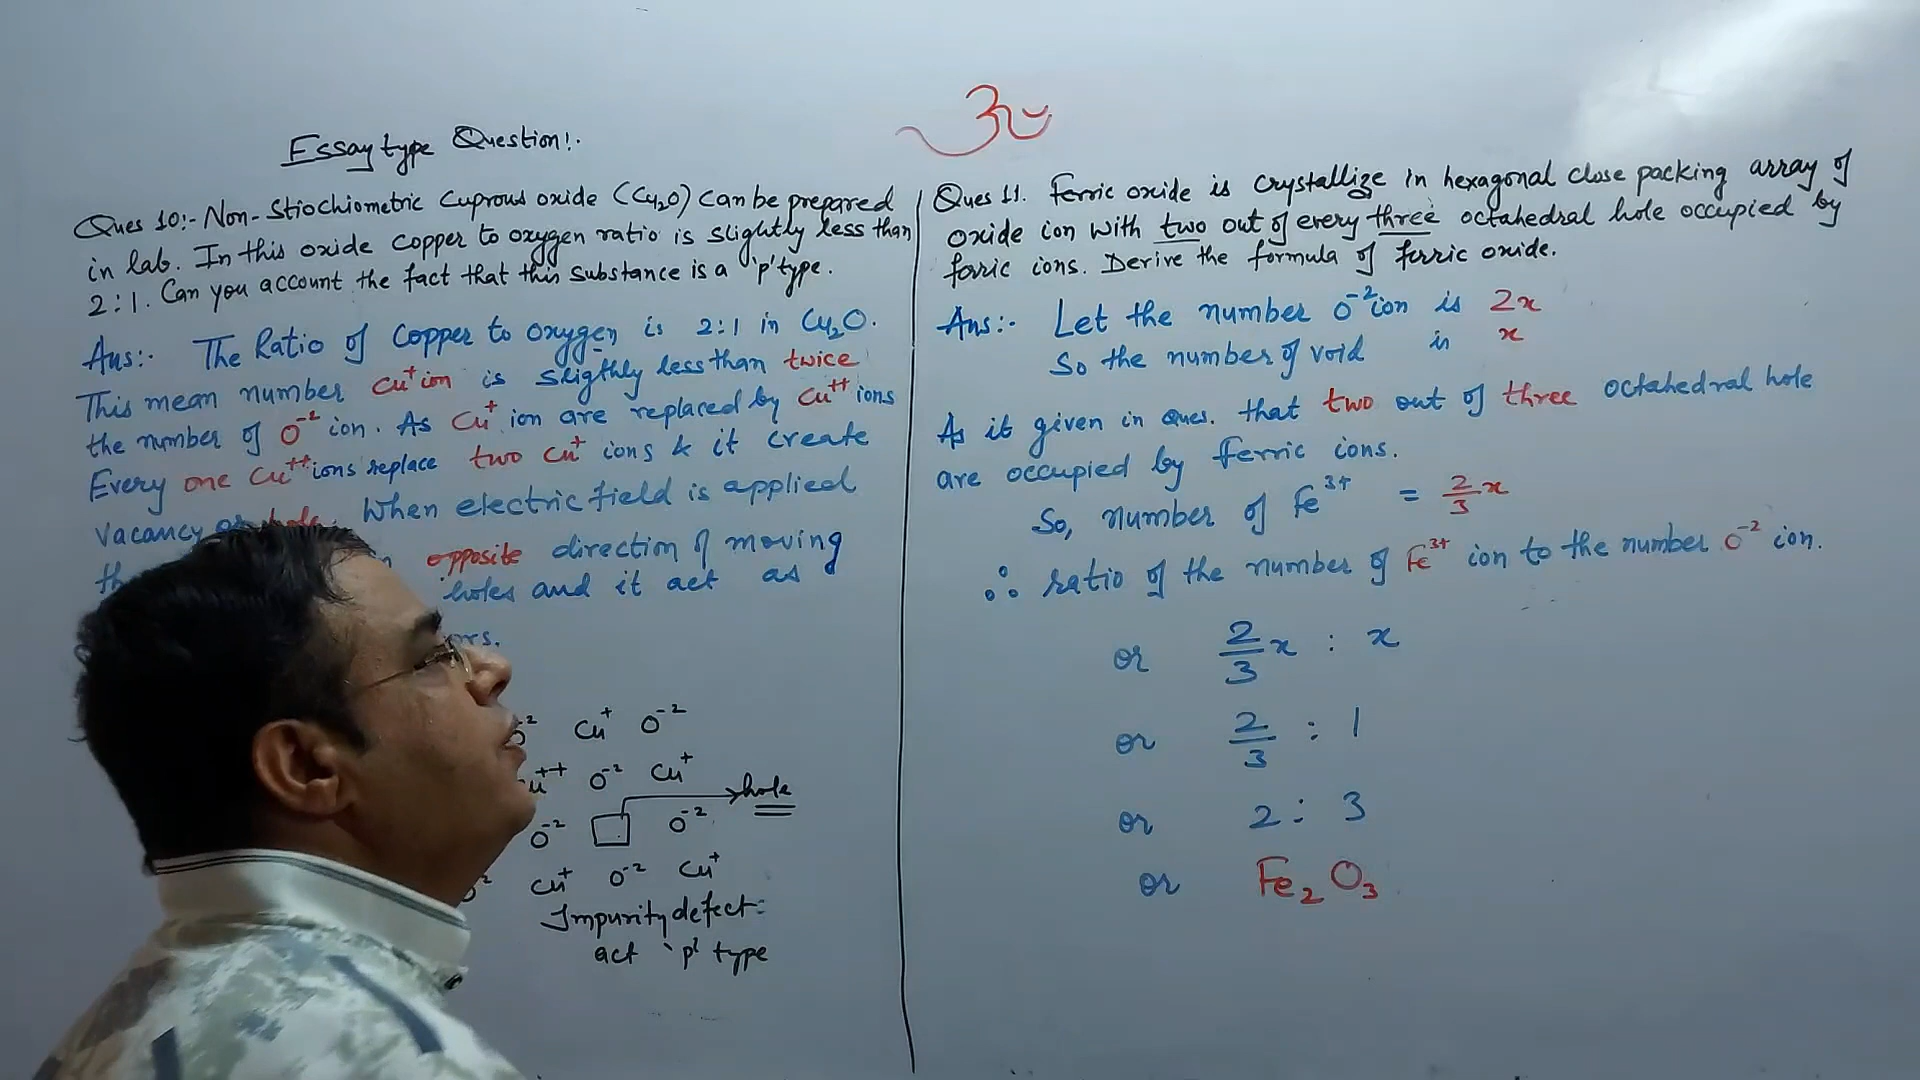 ॐ
Essay type Question:.
Ques 10:- Non-Stiochiometric Cuprous oxide (Cu₂O) can be prepared
in lab. In this oxide copper to oxygen ratio is slightly less than
2:1. Can you account the fact that this substance is a 'p' type.
Ans:. The Ratio of Copper to oxygen is 2:1 in Cu₂O.
This mean number Cu⁺ ion is sligthly less than twice
the number of O⁻² ion. As Cu⁺ ion are replaced by Cu⁺⁺ ions
Every one Cu⁺⁺ ions replace two Cu⁺ ions & it create
Vacancy or hole. When electric field is applied
opposite direction of moving
holes and it act as
O⁻² Cu⁺ O⁻²
Cu⁺⁺ O⁻² Cu⁺
hole
O⁻² O⁻²
Cu⁺ O⁻² Cu⁺
Impurity defect:
act 'p' type
Ques 11. Ferric oxide is crystallize in hexagonal close packing array of
oxide ion with two out of every three octahedral hole occupied by
ferric ions. Derive the formula of ferric oxide.
Ans:. Let the number O⁻² ion is 2x
So the number of void is x
As it given in ques. that two out of three octahedral hole
are occupied by ferric ions.
So, number of Fe³⁺ = 2/3 x
∴ ratio of the number of Fe³⁺ ion to the number O⁻² ion.
or 2/3 x : x
or 2/3 : 1
or 2 : 3
or Fe₂O₃